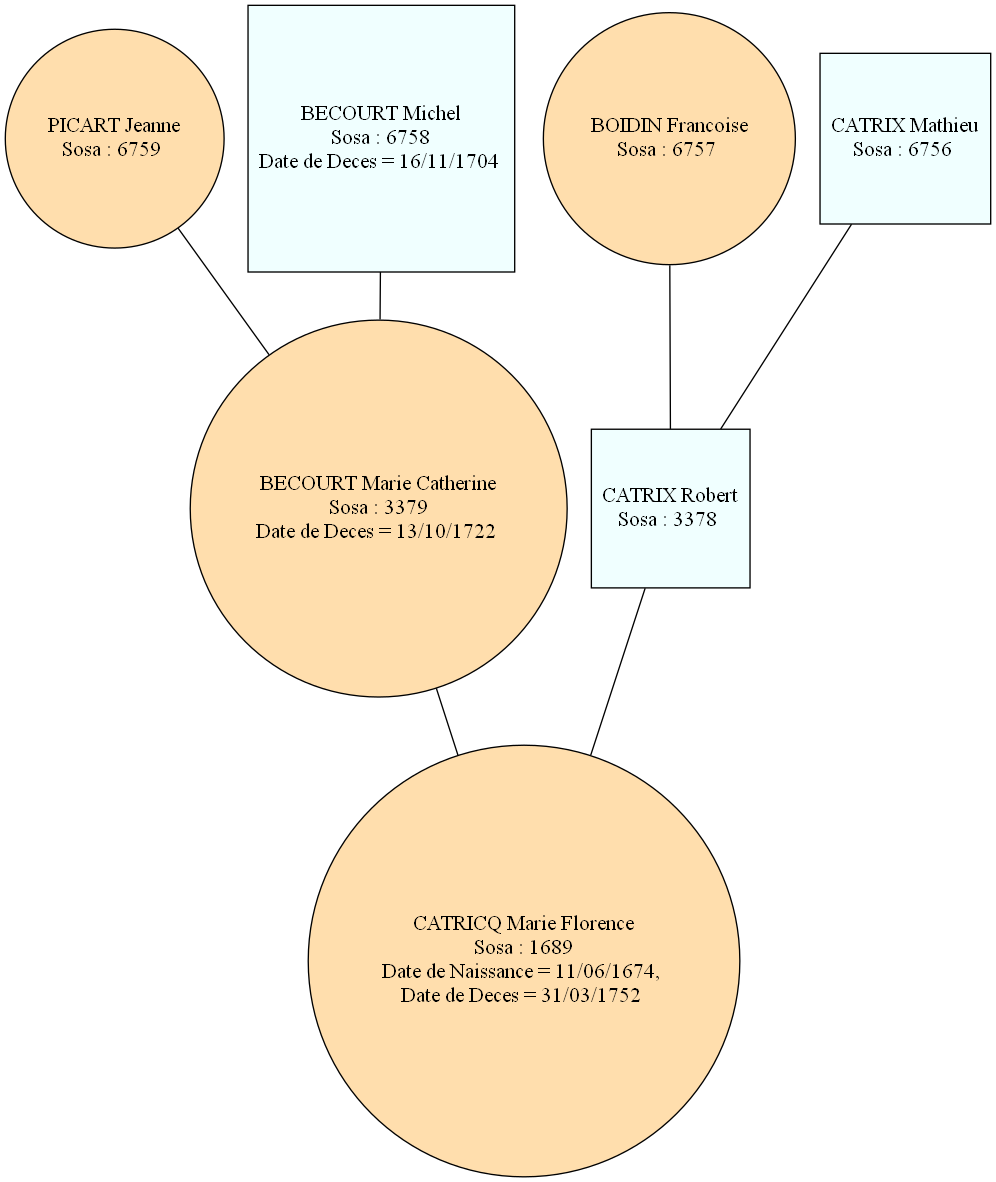 PICART Jeanne
Sosa : 6759
BECOURT Michel
Sosa : 6758
Date de Deces = 16/11/1704
BOIDIN Francoise
Sosa : 6757
CATRIX Mathieu
Sosa : 6756
BECOURT Marie Catherine
Sosa : 3379
Date de Deces = 13/10/1722
CATRIX Robert
Sosa : 3378
CATRICQ Marie Florence
Sosa : 1689
Date de Naissance = 11/06/1674,
Date de Deces = 31/03/1752